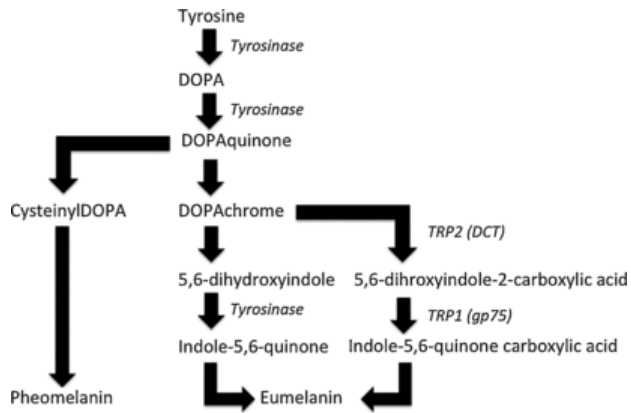 Tyrosine
Tyrosinase
DOPA
Tyrosinase
DOPAquinone
CysteinylDOPA
DOPAchrome
TRP2 (DCT)
5,6-dihydroxyindole
5,6-dihroxyindole-2-carboxylic acid
Tyrosinase
TRP1 (gp75)
Indole-5,6-quinone
Indole-5,6-quinone carboxylic acid
Pheomelanin
Eumelanin